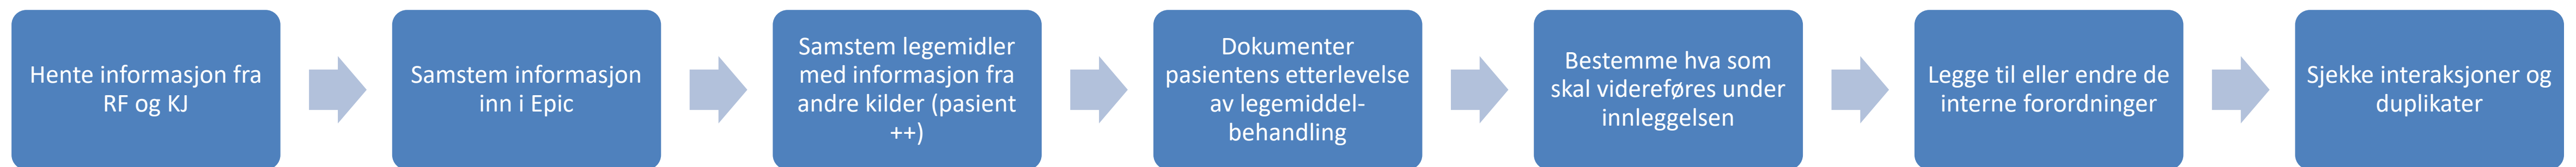 Hente informasjon fra
RF og KJ
Samstem informasjon
inn i Epic
Samstem legemidler
med informasjon fra
andre kilder (pasient
++)
Dokumenter
pasientens etterlevelse
av legemiddel-
behandling
Bestemme hva som
skal videreføres under
innleggelsen
Legge til eller endre de
interne forordninger
Sjekke interaksjoner og
duplikater